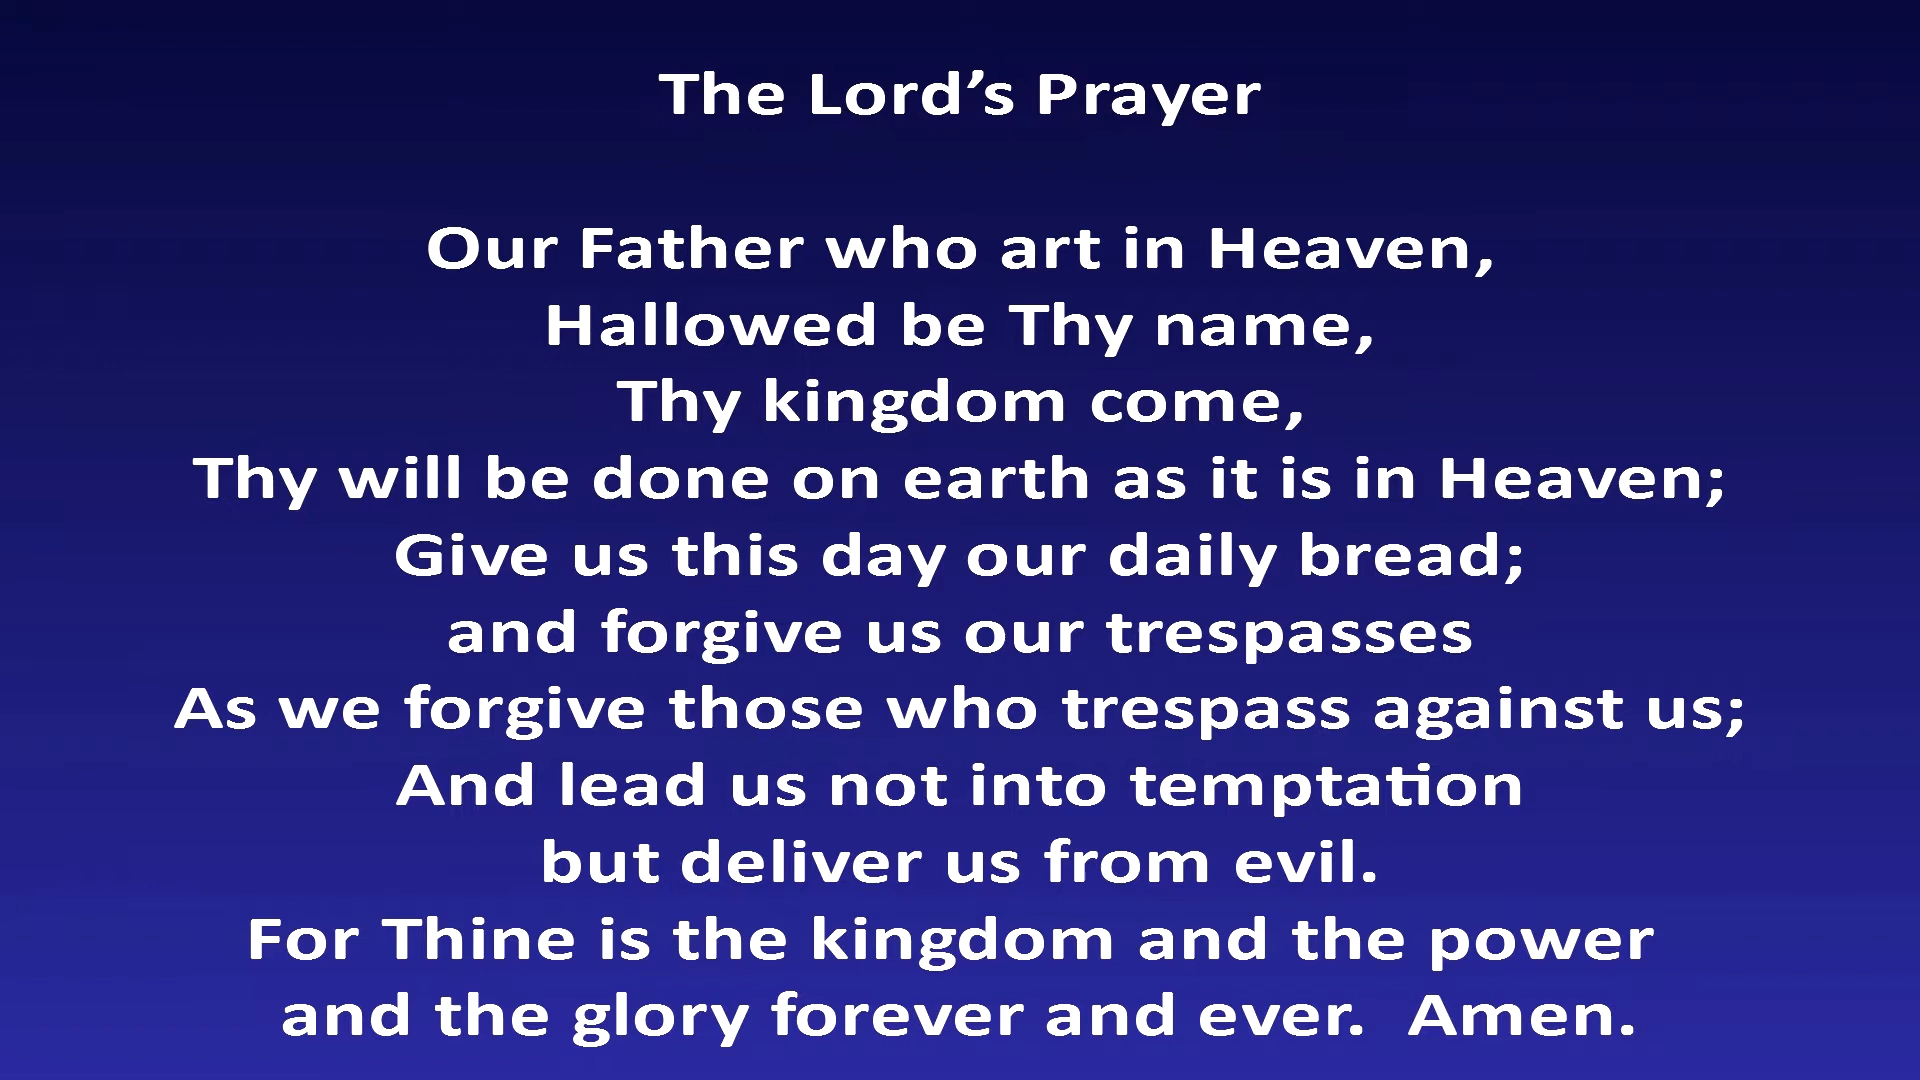 The Lord’s Prayer
Our Father who art in Heaven,
Hallowed be Thy name,
Thy kingdom come,
Thy will be done on earth as it is in Heaven;
Give us this day our daily bread;
and forgive us our trespasses
As we forgive those who trespass against us;
And lead us not into temptation
but deliver us from evil.
For Thine is the kingdom and the power
and the glory forever and ever.  Amen.